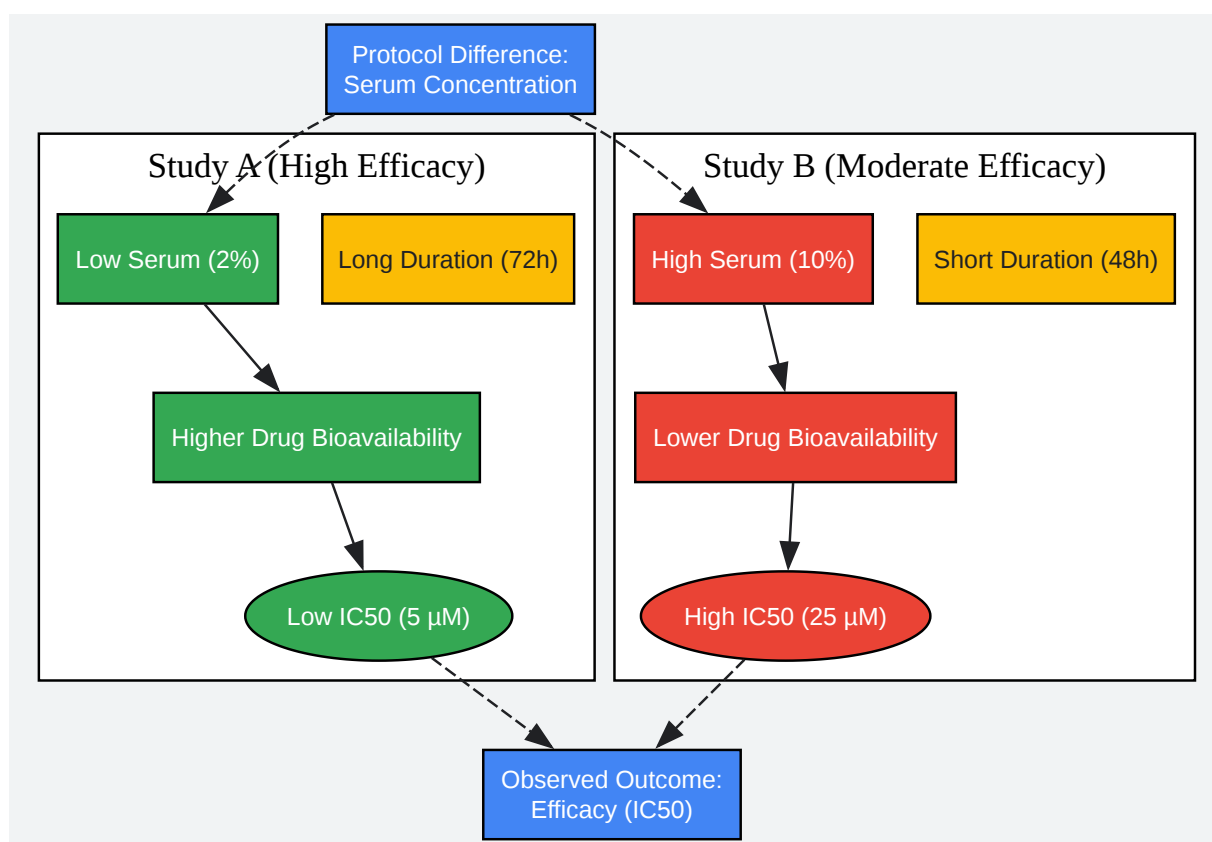 Protocol Difference:
Serum Concentration
Study A (High Efficacy)
Low Serum (2%)
Long Duration (72h)
Higher Drug Bioavailability
Low IC50 (5 µM)
Study B (Moderate Efficacy)
High Serum (10%)
Short Duration (48h)
Lower Drug Bioavailability
High IC50 (25 µM)
Observed Outcome:
Efficacy (IC50)